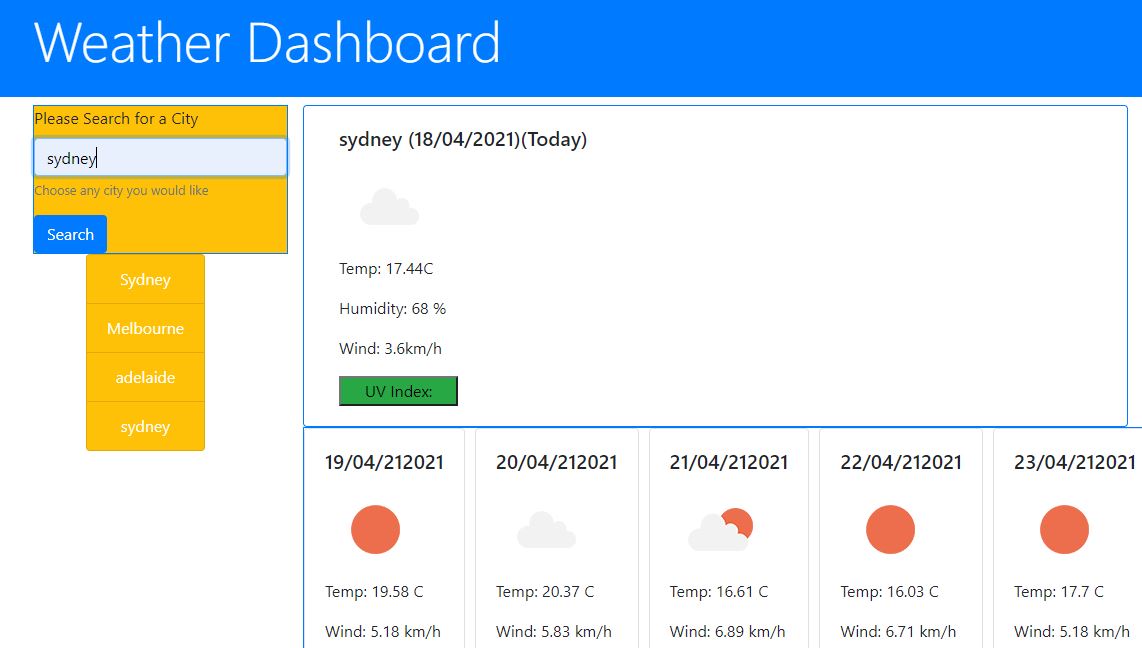 Weather Dashboard
Please Search for a City
sydney
Choose any city you would like
Search
Sydney
Melbourne
adelaide
sydney
sydney (18/04/2021)(Today)
Temp: 17.44C
Humidity: 68 %
Wind: 3.6km/h
UV Index:
19/04/212021
Temp: 19.58 C
Wind: 5.18 km/h
20/04/212021
Temp: 20.37 C
Wind: 5.83 km/h
21/04/212021
Temp: 16.61 C
Wind: 6.89 km/h
22/04/212021
Temp: 16.03 C
Wind: 6.71 km/h
23/04/212021
Temp: 17.7 C
Wind: 5.18 km/h